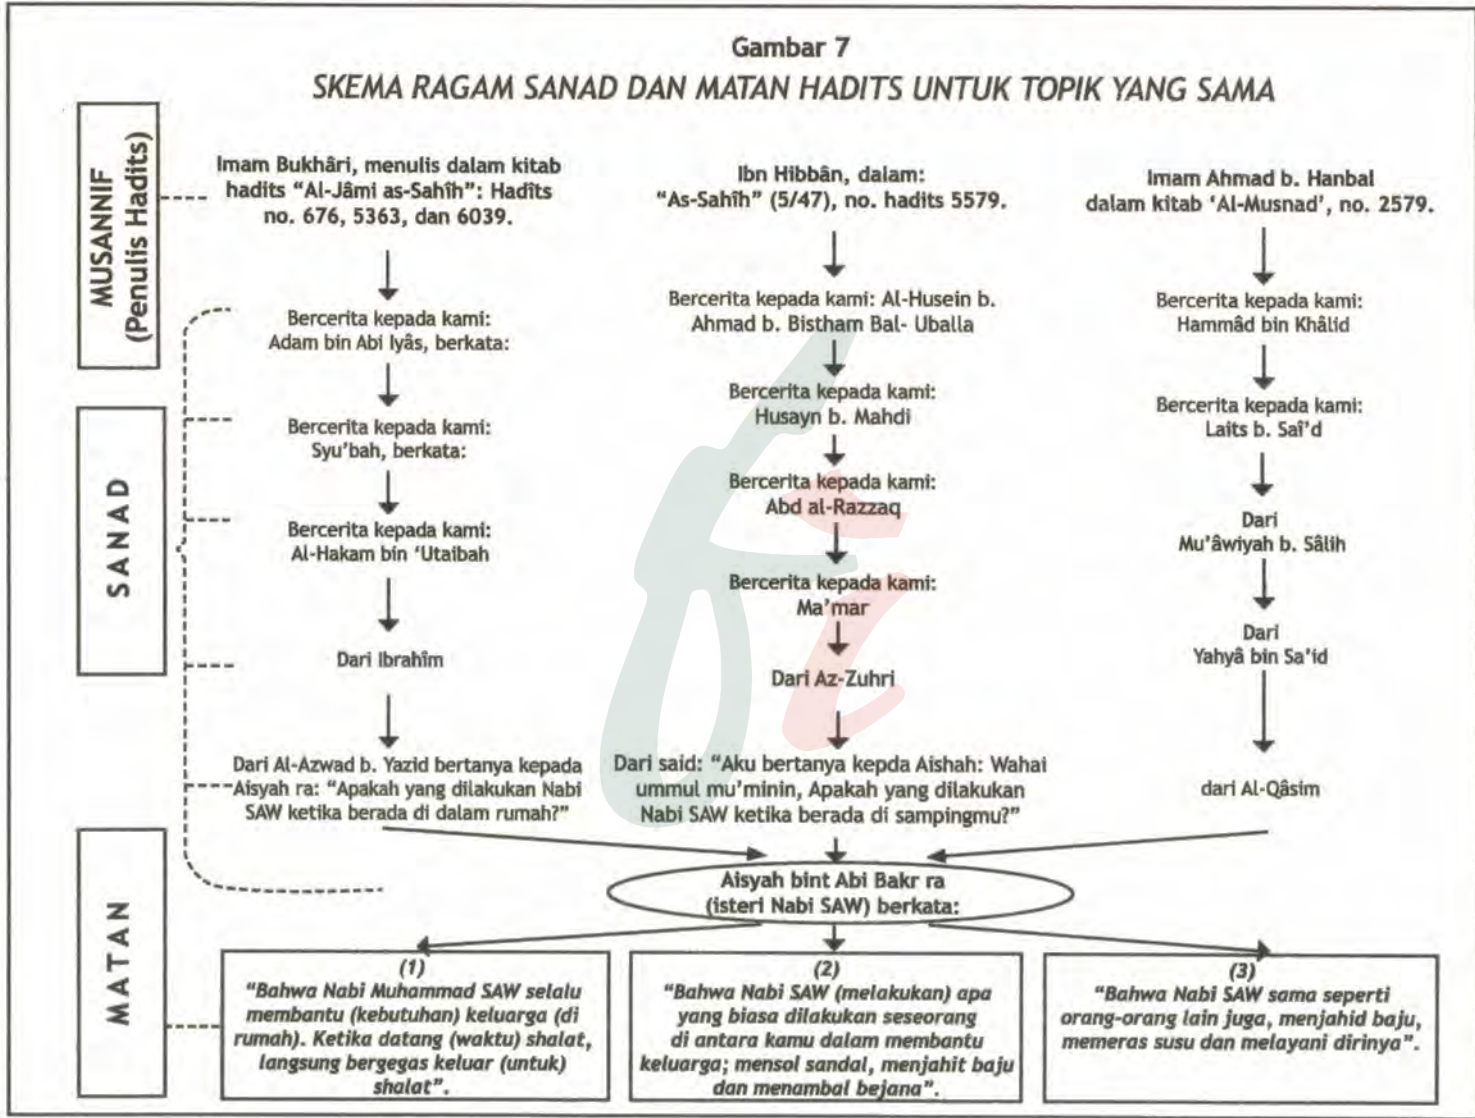 Gambar 7
SKEMA RAGAM SANAD DAN MATAN HADITS UNTUK TOPIK YANG SAMA
MUSANNIF
(Penulis Hadits)
Imam Bukhâri, menulis dalam kitab
hadits “Al-Jâmi as-Sahîh”: Hadîts
no. 676, 5363, dan 6039.
Bercerita kepada kami:
Adam bin Abi Iyâs, berkata:
Bercerita kepada kami:
Syu’bah, berkata:
Bercerita kepada kami:
Al-Hakam bin ‘Utaibah
Dari Ibrahîm
Dari Al-Azwad b. Yazid bertanya kepada
Aisyah ra: “Apakah yang dilakukan Nabi
SAW ketika berada di dalam rumah?”
Ibn Hibbân, dalam:
“As-Sahîh” (5/47), no. hadits 5579.
Bercerita kepada kami: Al-Husein b.
Ahmad b. Bistham Bal- Uballa
Bercerita kepada kami:
Husayn b. Mahdi
Bercerita kepada kami:
Abd al-Razzaq
Bercerita kepada kami:
Ma’mar
Dari Az-Zuhri
Dari said: “Aku bertanya kepda Aishah: Wahai
ummul mu’minin, Apakah yang dilakukan
Nabi SAW ketika berada di sampingmu?”
Imam Ahmad b. Hanbal
dalam kitab ‘Al-Musnad’, no. 2579.
Bercerita kepada kami:
Hammâd bin Khâlid
Bercerita kepada kami:
Laits b. Saî’d
Dari
Mu’âwiyah b. Sâlih
Dari
Yahyâ bin Sa’id
dari Al-Qâsim
SANAD
Aisyah bint Abi Bakr ra
(isteri Nabi SAW) berkata:
MATAN
(1)
“Bahwa Nabi Muhammad SAW selalu
membantu (kebutuhan) keluarga (di
rumah). Ketika datang (waktu) shalat,
langsung bergegas keluar (untuk)
shalat”.
(2)
“Bahwa Nabi SAW (melakukan) apa
yang biasa dilakukan seseorang
di antara kamu dalam membantu
keluarga; mensol sandal, menjahit baju
dan menambal bejana”.
(3)
“Bahwa Nabi SAW sama seperti
orang-orang lain juga, menjahid baju,
memeras susu dan melayani dirinya”.